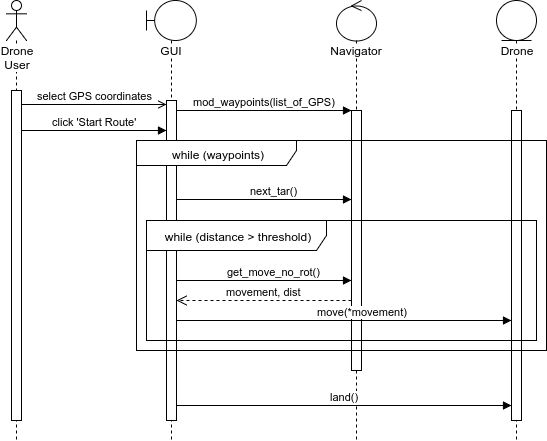 Drone
User
GUI
Navigator
Drone
select GPS coordinates
mod_waypoints(list_of_GPS)
click 'Start Route'
while (waypoints)
next_tar()
while (distance > threshold)
get_move_no_rot()
movement, dist
move(*movement)
land()